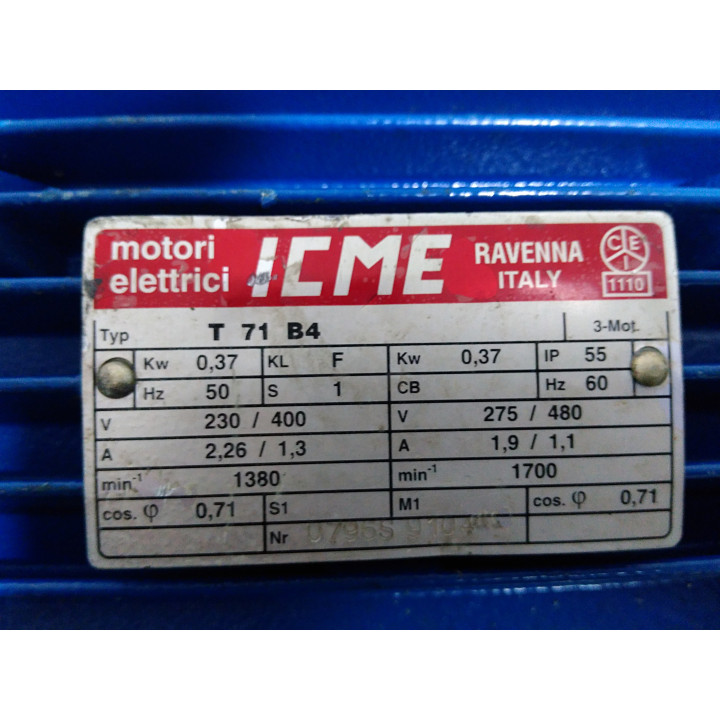 motori elettrici ICME RAVENNA ITALY CEI 1110
Typ T 71 B4 3-Mot.
Kw 0,37 KL F Kw 0,37 IP 55
Hz 50 S 1 CB Hz 60
V 230 / 400 V 275 / 480
A 2,26 / 1,3 A 1,9 / 1,1
min-1 1380 min-1 1700
cos. φ 0,71 S1 M1 cos. φ 0,71
Nr